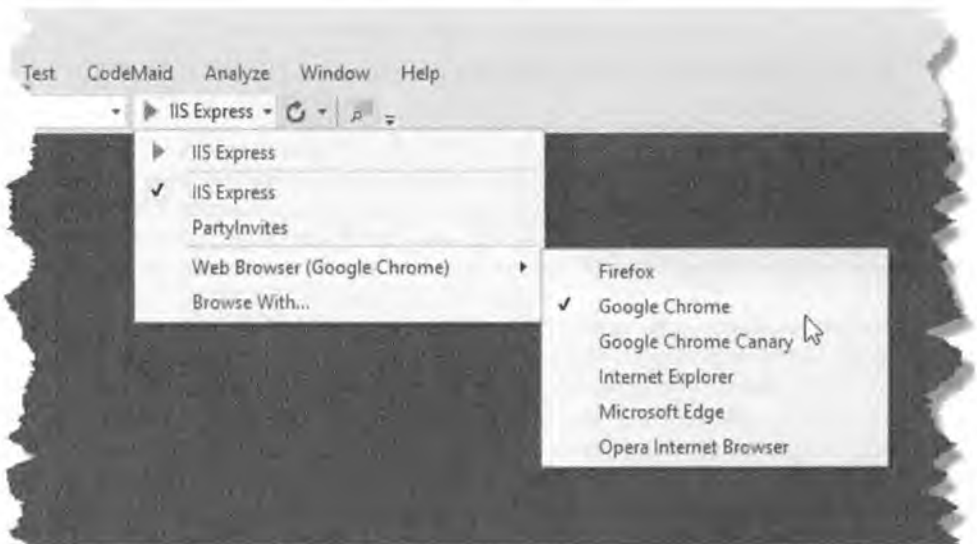 Test CodeMaid Analyze Window Help
IIS Express
IIS Express
IIS Express
PartyInvites
Web Browser (Google Chrome)
Browse With...
Firefox
Google Chrome
Google Chrome Canary
Internet Explorer
Microsoft Edge
Opera Internet Browser